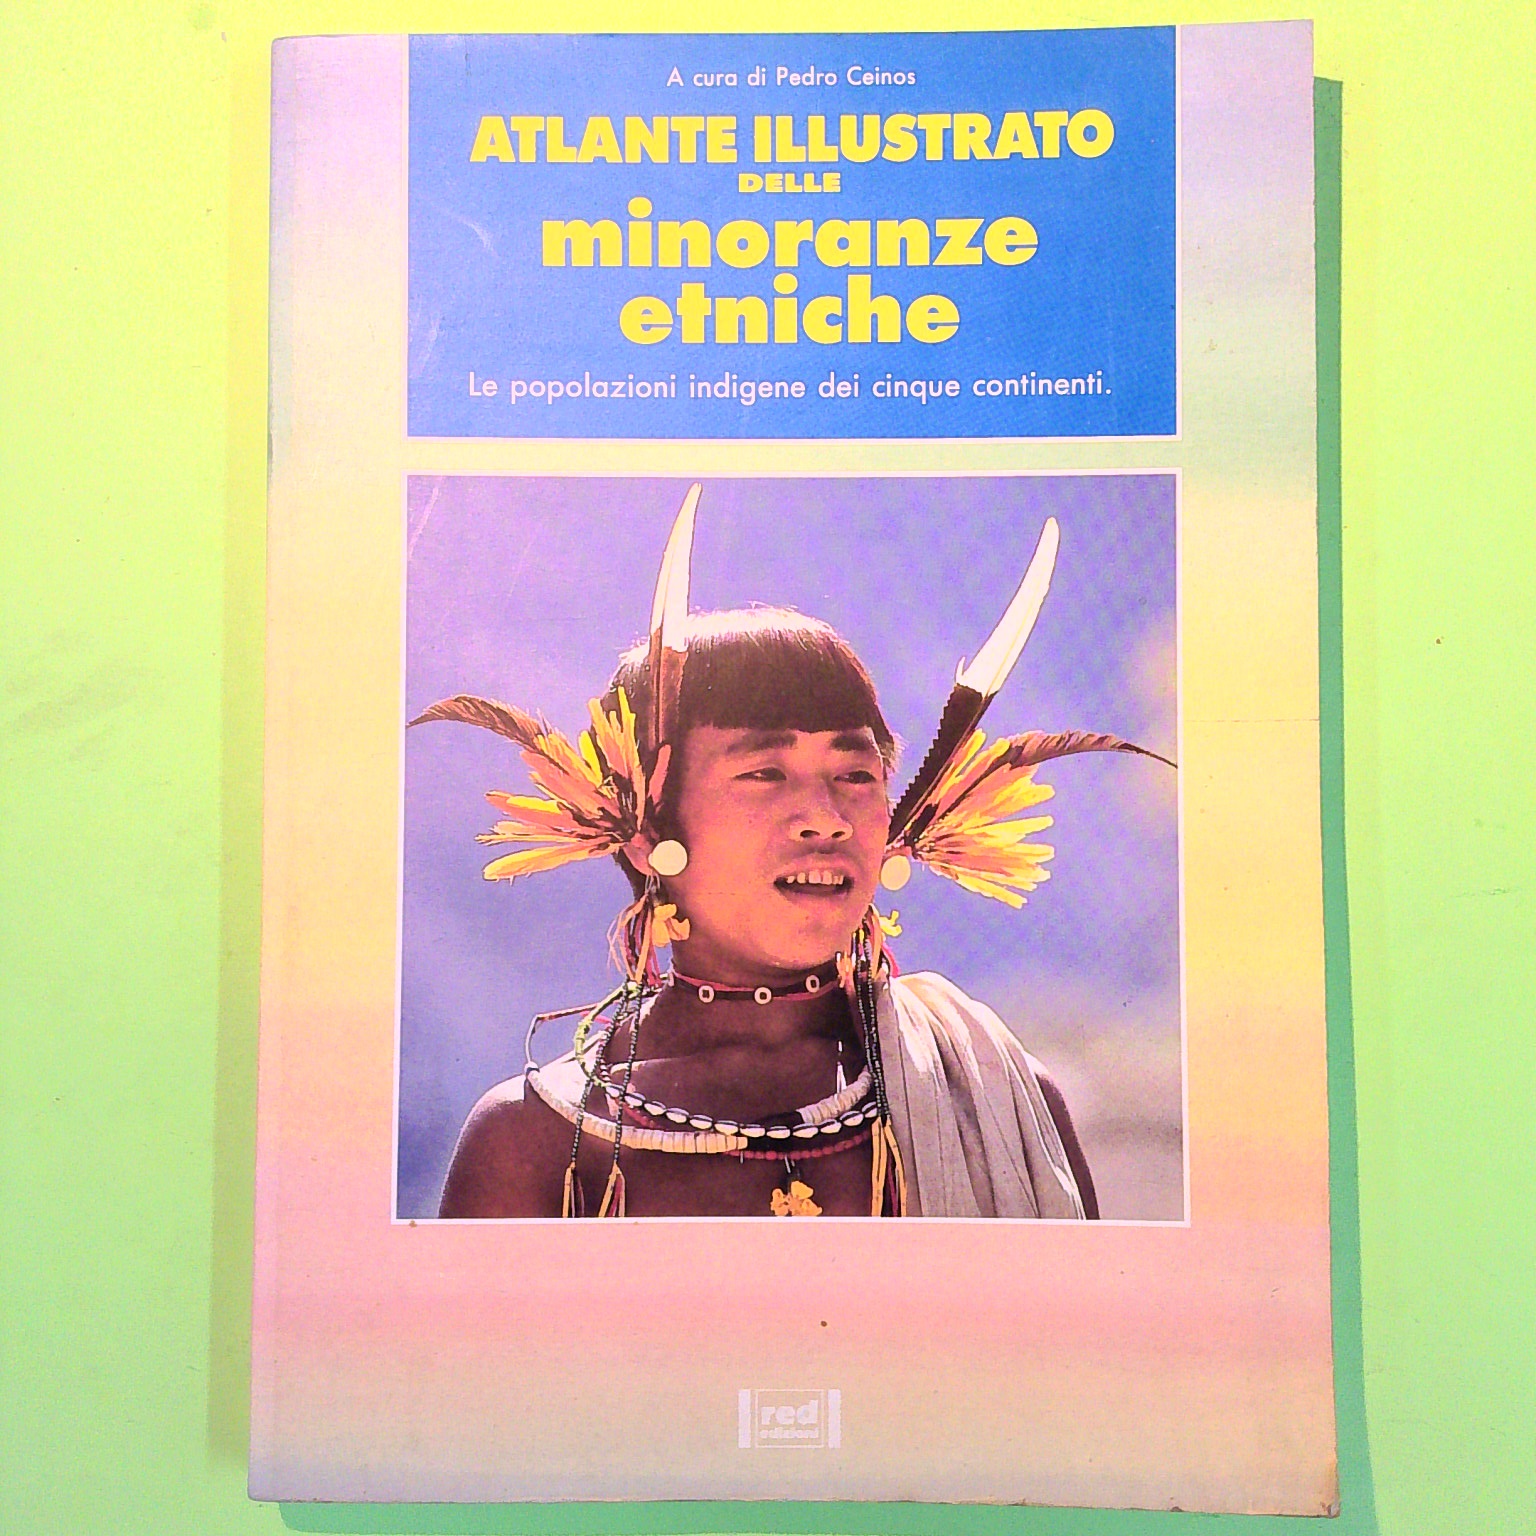 A cura di Pedro Ceinos
ATLANTE ILLUSTRATO
DELLE
minoranze
etniche
Le popolazioni indigene dei cinque continenti.
red
edizioni